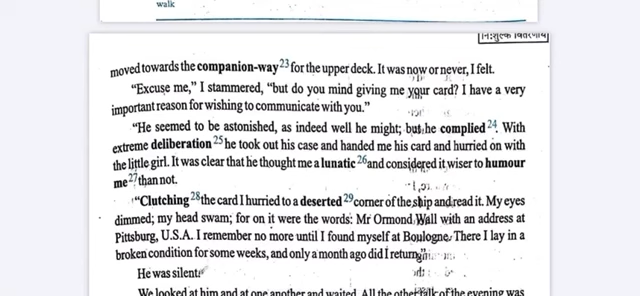 walk
नि:शुल्क वितरणाय
moved towards the companion-way23 for the upper deck. It was now or never, I felt.
“Excuse me,” I stammered, “but do you mind giving me your card? I have a very
important reason for wishing to communicate with you.”
“He seemed to be astonished, as indeed well he might; but he complied24. With
extreme deliberation25 he took out his case and handed me his card and hurried on with
the little girl. It was clear that he thought me a lunatic26 and considered it wiser to humour
me27 than not.
“Clutching28 the card I hurried to a deserted29 corner of the ship and read it. My eyes
dimmed; my head swam; for on it were the words: Mr Ormond Wall with an address at
Pittsburg, U.S.A. I remember no more until I found myself at Boulogne. There I lay in a
broken condition for some weeks, and only a month ago did I return.”
He was silent.
We looked at him and at one another and waited. All the other talk of the evening was